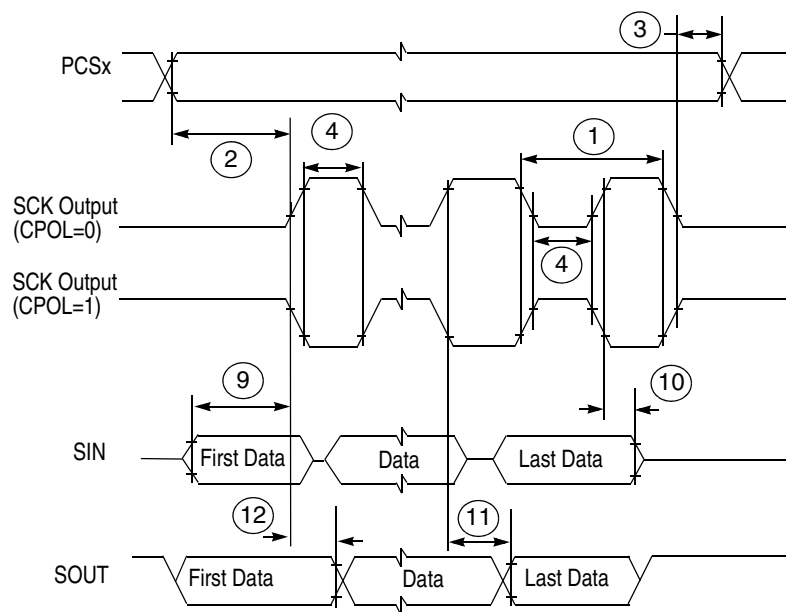 3
PCSx
2
4
1
SCK Output
(CPOL=0)
4
SCK Output
(CPOL=1)
9
10
SIN
First Data
Data
Last Data
12
11
SOUT
First Data
Data
Last Data